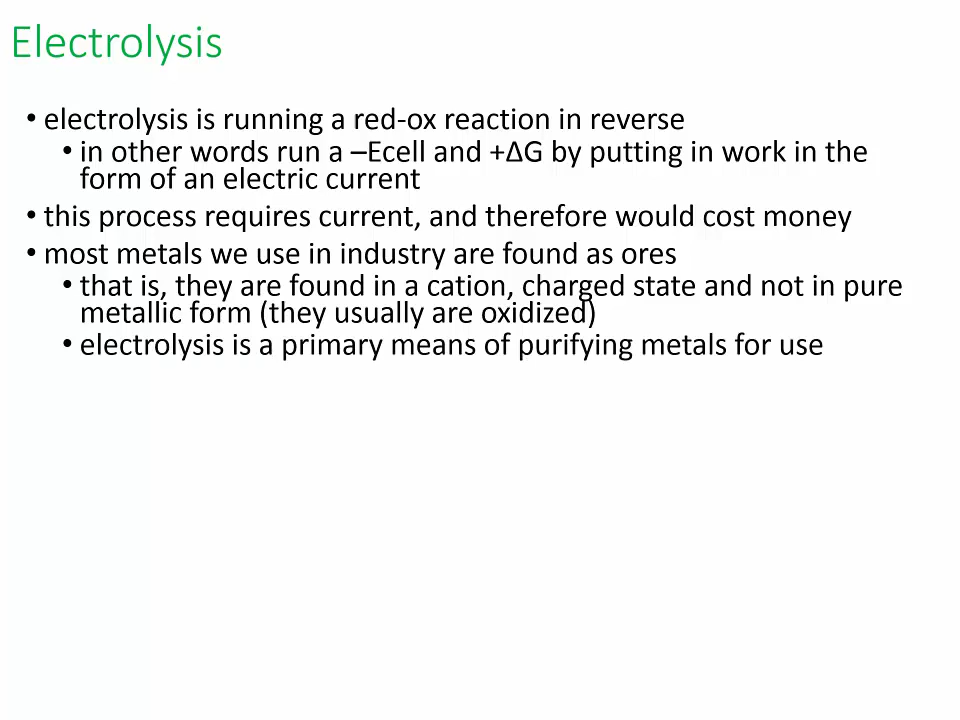 Electrolysis
• electrolysis is running a red-ox reaction in reverse
• in other words run a –Ecell and +ΔG by putting in work in the
form of an electric current
• this process requires current, and therefore would cost money
• most metals we use in industry are found as ores
• that is, they are found in a cation, charged state and not in pure
metallic form (they usually are oxidized)
• electrolysis is a primary means of purifying metals for use